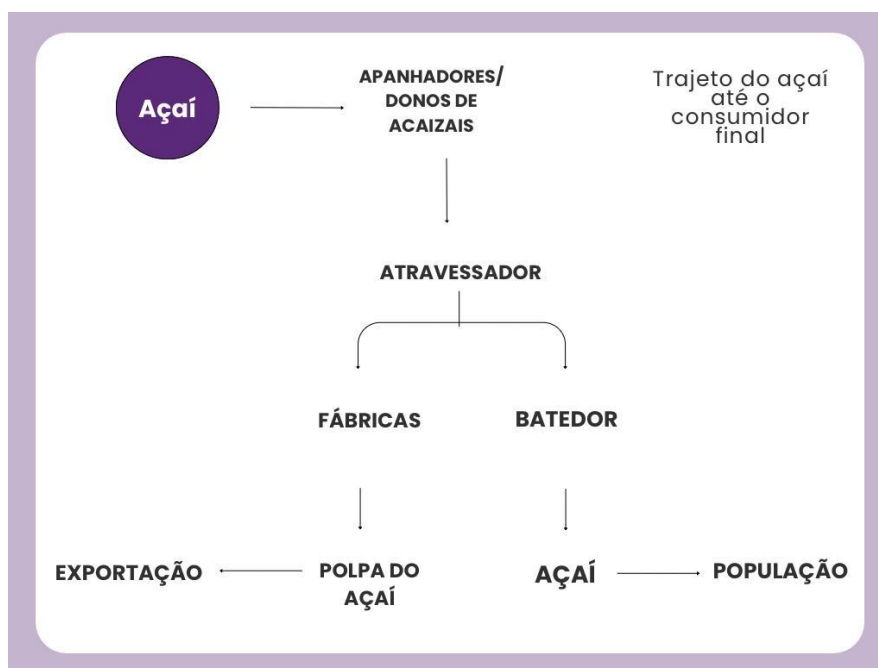 Açaí
APANHADORES/
DONOS DE
ACAIZAIS
Trajeto do açaí
até o
consumidor
final
ATRAVESSADOR
FÁBRICAS
BATEDOR
EXPORTAÇÃO
POLPA DO
AÇAÍ
AÇAÍ
POPULAÇÃO